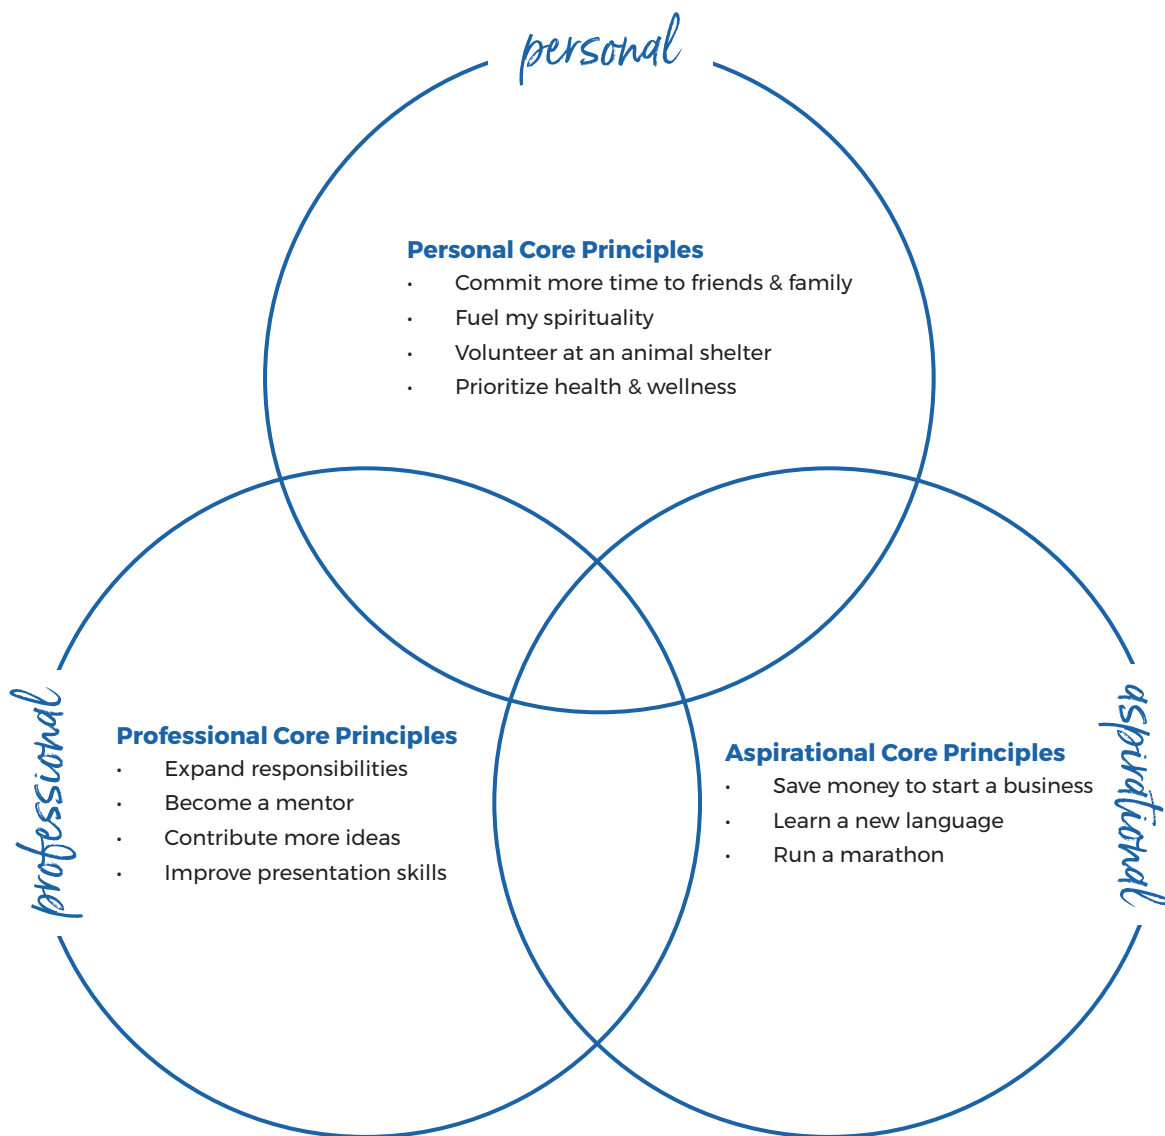 personal
Personal Core Principles
• Commit more time to friends & family
• Fuel my spirituality
• Volunteer at an animal shelter
• Prioritize health & wellness
professional
Professional Core Principles
• Expand responsibilities
• Become a mentor
• Contribute more ideas
• Improve presentation skills
aspirational
Aspirational Core Principles
• Save money to start a business
• Learn a new language
• Run a marathon